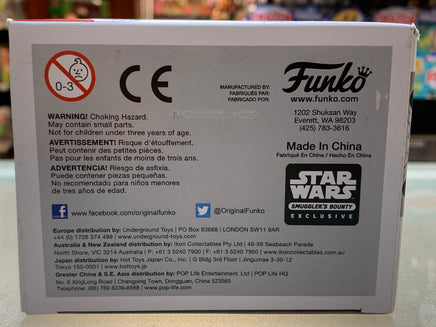 0-3
CE
MANUFACTURED BY:
FABRIQUÉS PAR:
FABRICADO POR:
Funko
www.funko.com
1202 Shuksan Way
Everett, WA 98203
(425) 783-3616
WARNING! Choking Hazard.
May contain small parts.
Not for children under three years of age.
AVERTISSEMENT! Risque d'étouffement.
Peut contenir des petites pièces.
Pas pour les enfants de moins de trois ans.
ADVERTENCIA! Riesgo de asfixia.
Puede contener piezas pequeñas.
No recomendado para niños menores
de tres años de edad.
Made In China
Fabriqué En Chine / Hecho En China
STAR
WARS
SMUGGLER'S BOUNTY
EXCLUSIVE
www.facebook.com/originalfunko
@OriginalFunko
Europe distribution by: Underground Toys | PO Box 63668 | LONDON SW11 9AR
+44 (0) 1708 374 499 | www.underground-toys.com
Australia & New Zealand distribution by: Ikon Collectables Pty Ltd | 49-59 Seabeach Parade
North Shore, VIC 3214 Australia | P: +61 3 5240 7930 | F: +61 3 5240 7950 | www.ikoncollectables.com.au
Japan distribution by: Hot Toys Japan Co., Inc. | G Bldg 3rd Floor | Jingumae 3-30-12
Tokyo 150-0001 | www.hottoys.jp
Greater China & S.E. Asia distribution by: POP Life Entertainment, Ltd | POP Life HQ
No. 6 XingLong Road | Changping Town, Dongguan, China 523560
Telephone: (85) 769 8339-8588 | www.pop-life.com